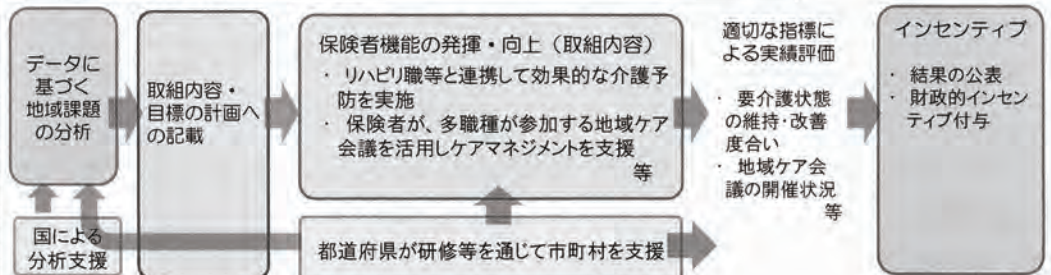 データに
基づく
地域課題
の分析
取組内容・
目標の計画へ
の記載
保険者機能の発揮・向上（取組内容）
・ リハビリ職等と連携して効果的な介護予
防を実施
・ 保険者が、多職種が参加する地域ケア
会議を活用しケアマネジメントを支援
等
適切な指標に
よる実績評価
・ 要介護状態
の維持・改善
度合い
・ 地域ケア会
議の開催状況
等
インセンティブ
・ 結果の公表
・ 財政的インセン
ティブ付与
国による
分析支援
都道府県が研修等を通じて市町村を支援